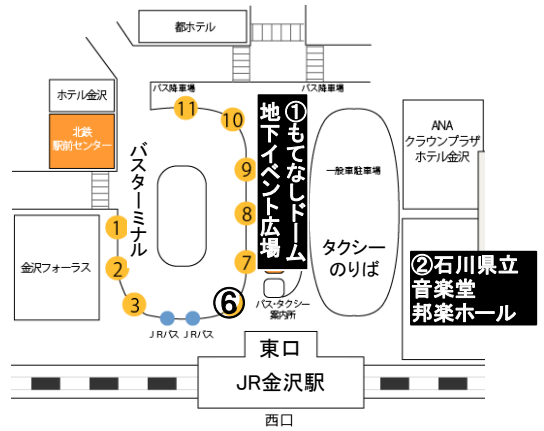 都ホテル
バス降車場
バス降車場
ホテル金沢
北鉄
駅前センター
11
10
9
8
7
⑥
1
2
3
バスターミナル
①もてなしドーム
地下イベント広場
一般車駐車場
タクシー
のりば
ANA
クラウンプラザ
ホテル金沢
金沢フォーラス
②石川県立
音楽堂
邦楽ホール
バス・タクシー
案内所
JRバス
JRバス
東口
JR金沢駅
西口